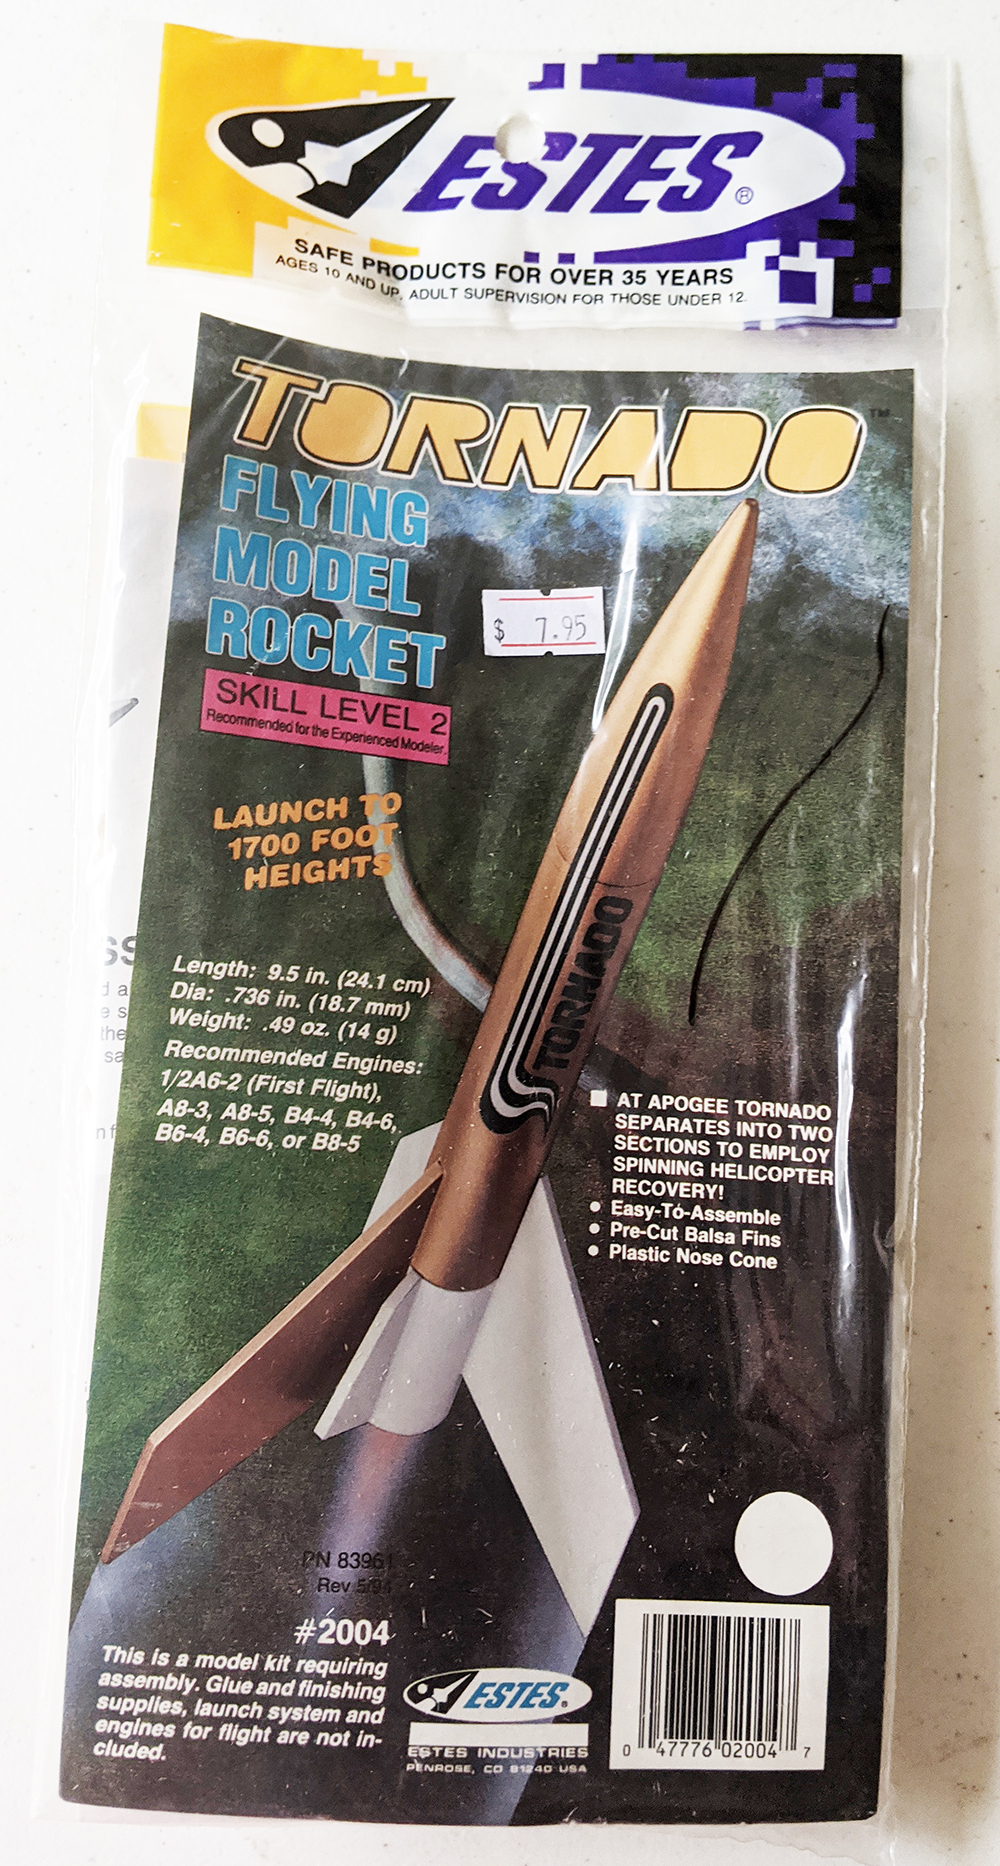 ESTES®
SAFE PRODUCTS FOR OVER 35 YEARS
AGES 10 AND UP, ADULT SUPERVISION FOR THOSE UNDER 12.
TORNADO™
FLYING
MODEL
ROCKET
$ 7.95
SKILL LEVEL 2
Recommended for the Experienced Modeler.
LAUNCH TO
1700 FOOT
HEIGHTS
TORNADO
Length: 9.5 in. (24.1 cm)
Dia: .736 in. (18.7 mm)
Weight: .49 oz. (14 g)
Recommended Engines:
1/2A6-2 (First Flight),
A8-3, A8-5, B4-4, B4-6,
B6-4, B6-6, or B8-5
AT APOGEE TORNADO
SEPARATES INTO TWO
SECTIONS TO EMPLOY
SPINNING HELICOPTER
RECOVERY!
• Easy-To-Assemble
• Pre-Cut Balsa Fins
• Plastic Nose Cone
PN 83961
Rev 5/94
#2004
This is a model kit requiring
assembly. Glue and finishing
supplies, launch system and
engines for flight are not in-
cluded.
ESTES®
ESTES INDUSTRIES
PENROSE, CO 81240 USA
0 47776 02004 7